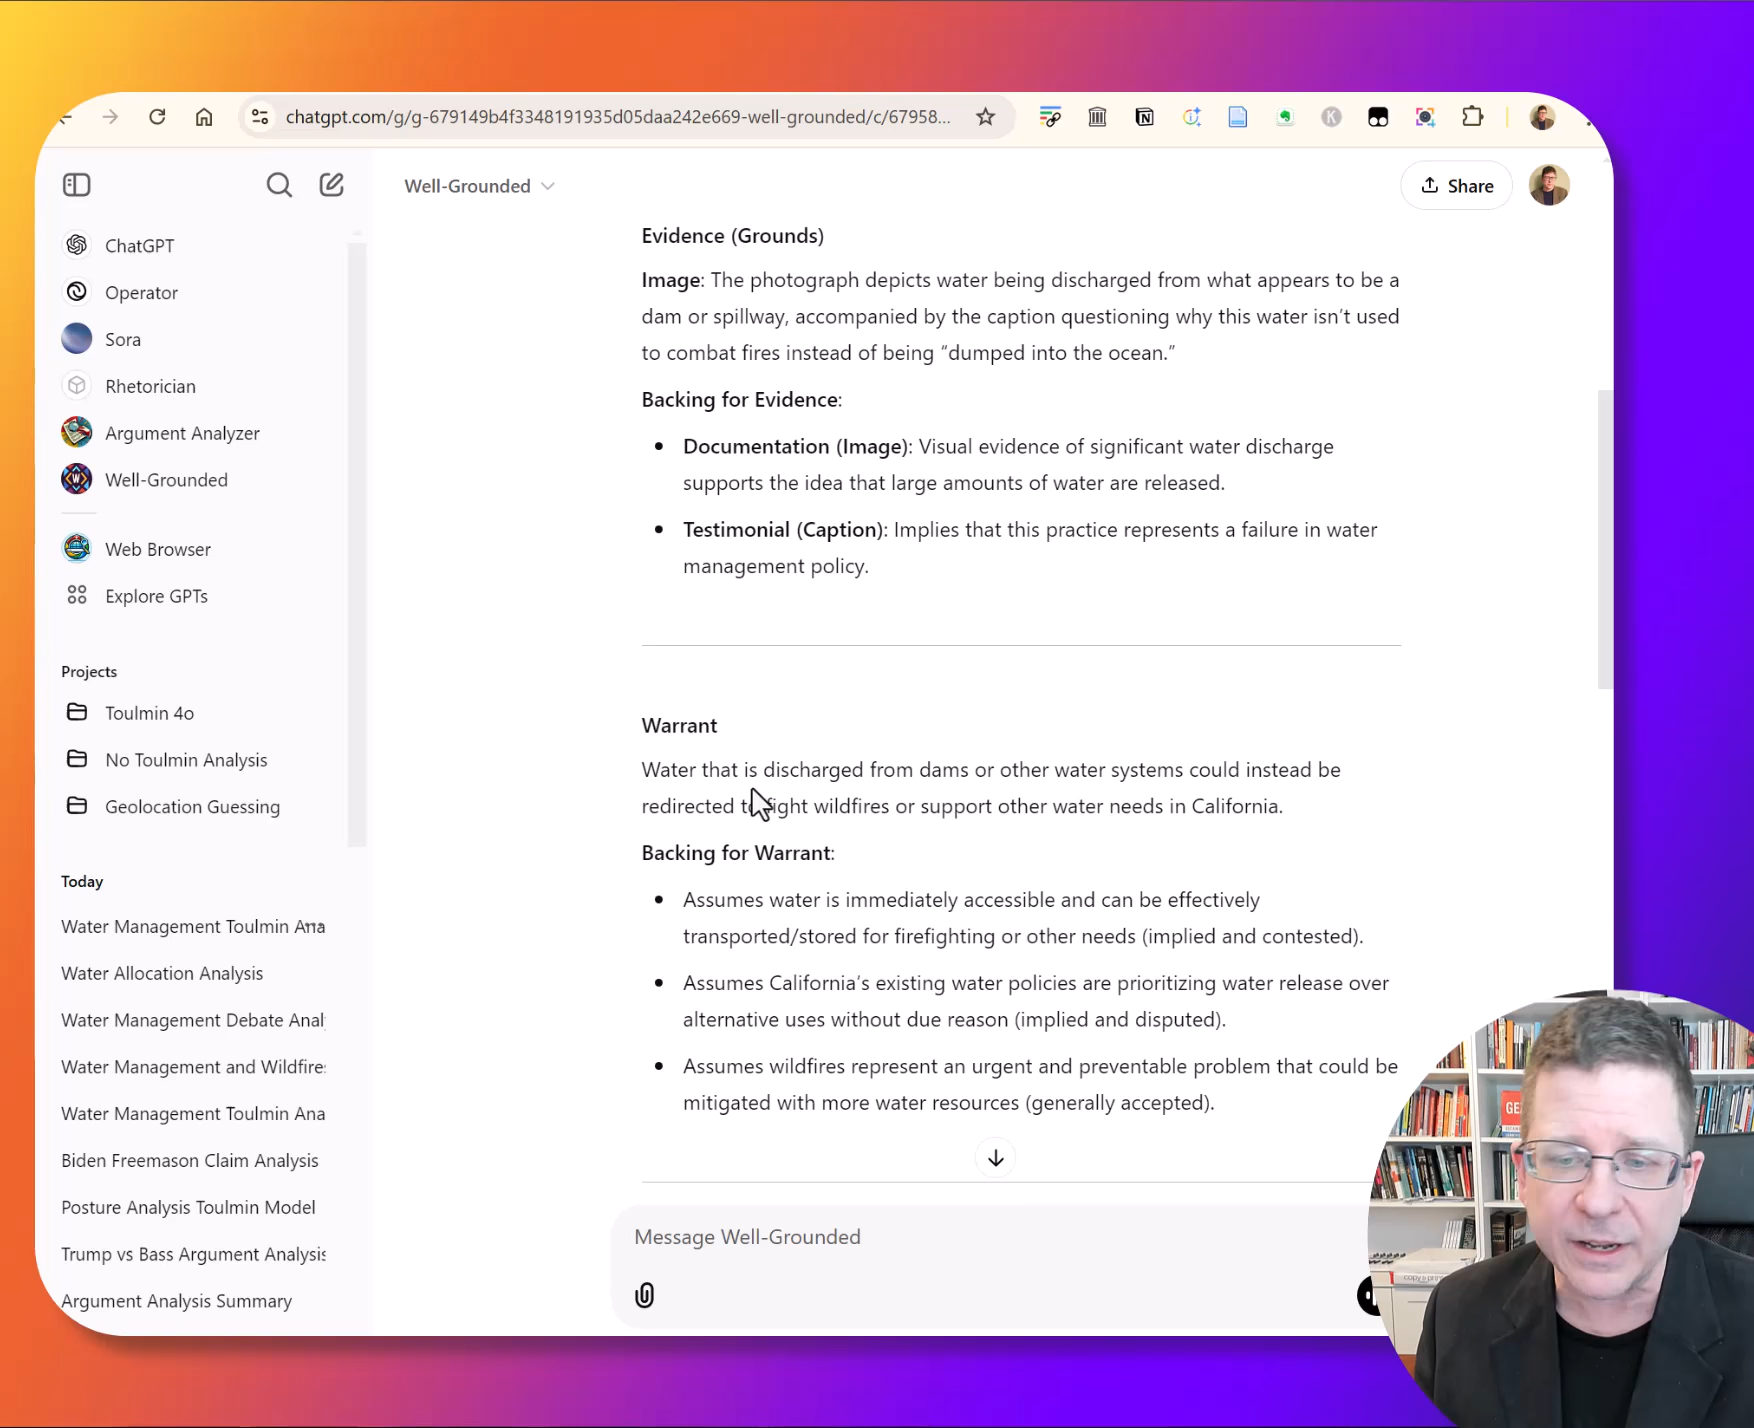 chatgpt.com/g/g-679149b4f3348191935d05daa242e669-well-grounded/c/67958...
Well-Grounded
Share
ChatGPT
Operator
Sora
Rhetorician
Argument Analyzer
Well-Grounded
Web Browser
Explore GPTs
Projects
Toulmin 4o
No Toulmin Analysis
Geolocation Guessing
Today
Water Management Toulmin Ana
Water Allocation Analysis
Water Management Debate Anal
Water Management and Wildfires
Water Management Toulmin Ana
Biden Freemason Claim Analysis
Posture Analysis Toulmin Model
Trump vs Bass Argument Analysis
Argument Analysis Summary
Evidence (Grounds)
Image: The photograph depicts water being discharged from what appears to be a
dam or spillway, accompanied by the caption questioning why this water isn’t used
to combat fires instead of being “dumped into the ocean.”
Backing for Evidence:
• Documentation (Image): Visual evidence of significant water discharge
supports the idea that large amounts of water are released.
• Testimonial (Caption): Implies that this practice represents a failure in water
management policy.
Warrant
Water that is discharged from dams or other water systems could instead be
redirected to fight wildfires or support other water needs in California.
Backing for Warrant:
• Assumes water is immediately accessible and can be effectively
transported/stored for firefighting or other needs (implied and contested).
• Assumes California’s existing water policies are prioritizing water release over
alternative uses without due reason (implied and disputed).
• Assumes wildfires represent an urgent and preventable problem that could be
mitigated with more water resources (generally accepted).
Message Well-Grounded